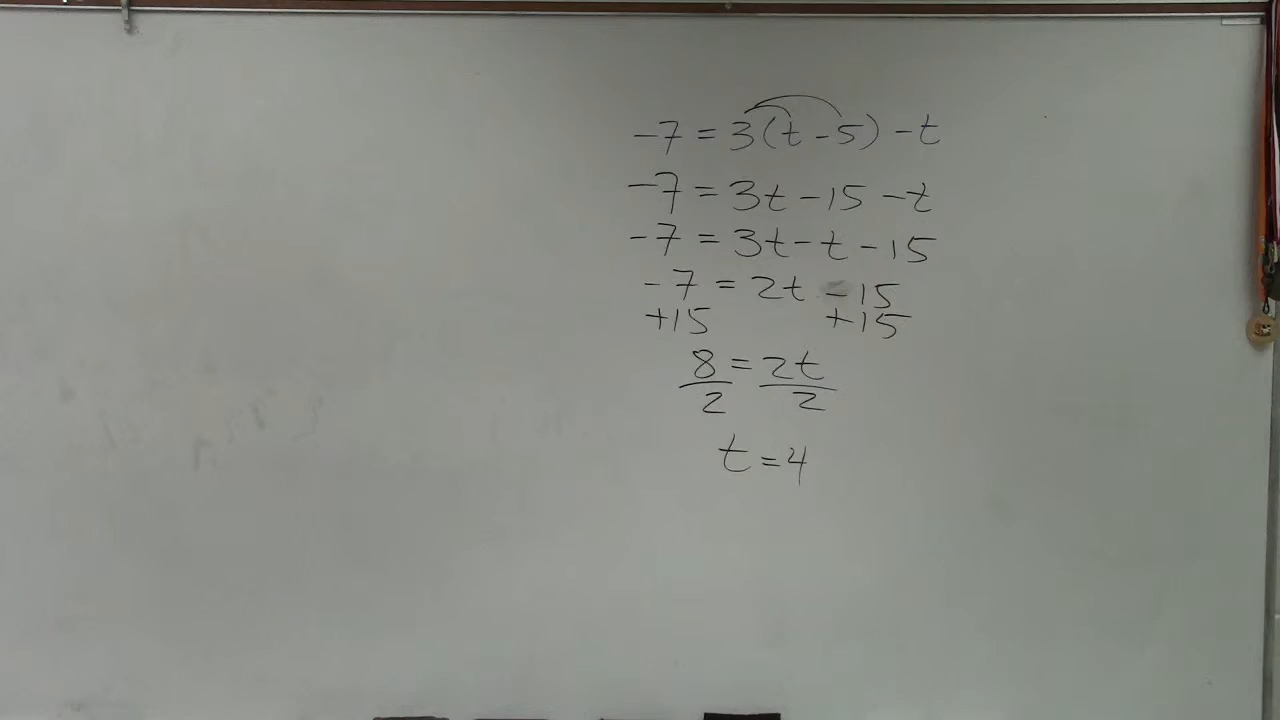 -7 = 3(t - 5) - t
-7 = 3t - 15 - t
-7 = 3t - t - 15
-7 = 2t - 15
+15 +15
8 = 2t
2 2
t = 4